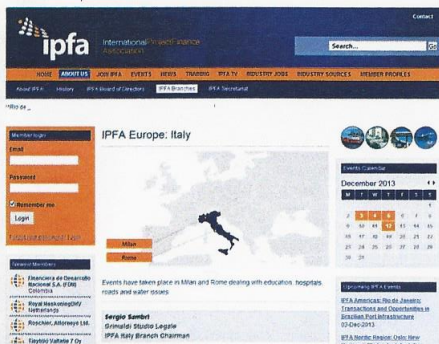 Contact
ipfa
InternationalProjectFinance
Association
Search...
Go
HOME ABOUT US JOIN IPFA EVENTS NEWS TRAINING IPFA TV INDUSTRY JOBS INDUSTRY SOURCES MEMBER PROFILES
About IPFA History IPFA Board of Directors IPFA Branches IPFA Secretariat
Member login
Email
Password
Remember me
Login
IPFA Europe: Italy
Milan
Rome
Events have taken place in Milan and Rome dealing with education, hospitals,
roads and water issues.
Sergio Sambri
Grimaldi Studio Legale
IPFA Italy Branch Chairman
Events Calendar
December 2013
M T W T F S S
1
2 3 4 5 6 7 8
9 10 11 12 13 14 15
16 17 18 19 20 21 22
23 24 25 26 27 28 29
30 31
Upcoming IPFA Events
IPFA Americas: Rio de Janeiro:
Transactions and Opportunities in
Brazilian Port Infrastructure
03-Dec-2013
Financiera de Desarrollo
Nacional S.A. (FDN)
Colombia
Royal HaskoningDHV
Netherlands
Roschier, Attorneys Ltd.